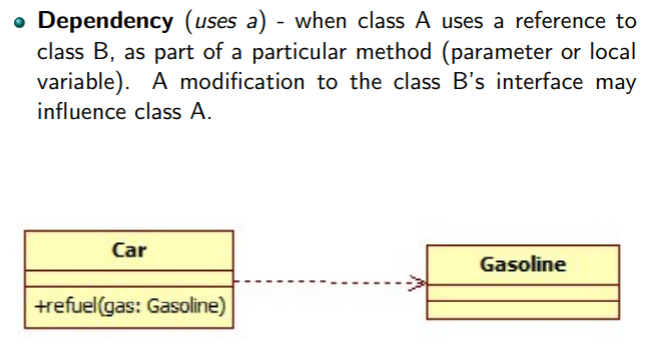 Dependency (uses a) - when class A uses a reference to
class B, as part of a particular method (parameter or local
variable). A modification to the class B's interface may
influence class A.
Car
+refuel(gas: Gasoline)
Gasoline